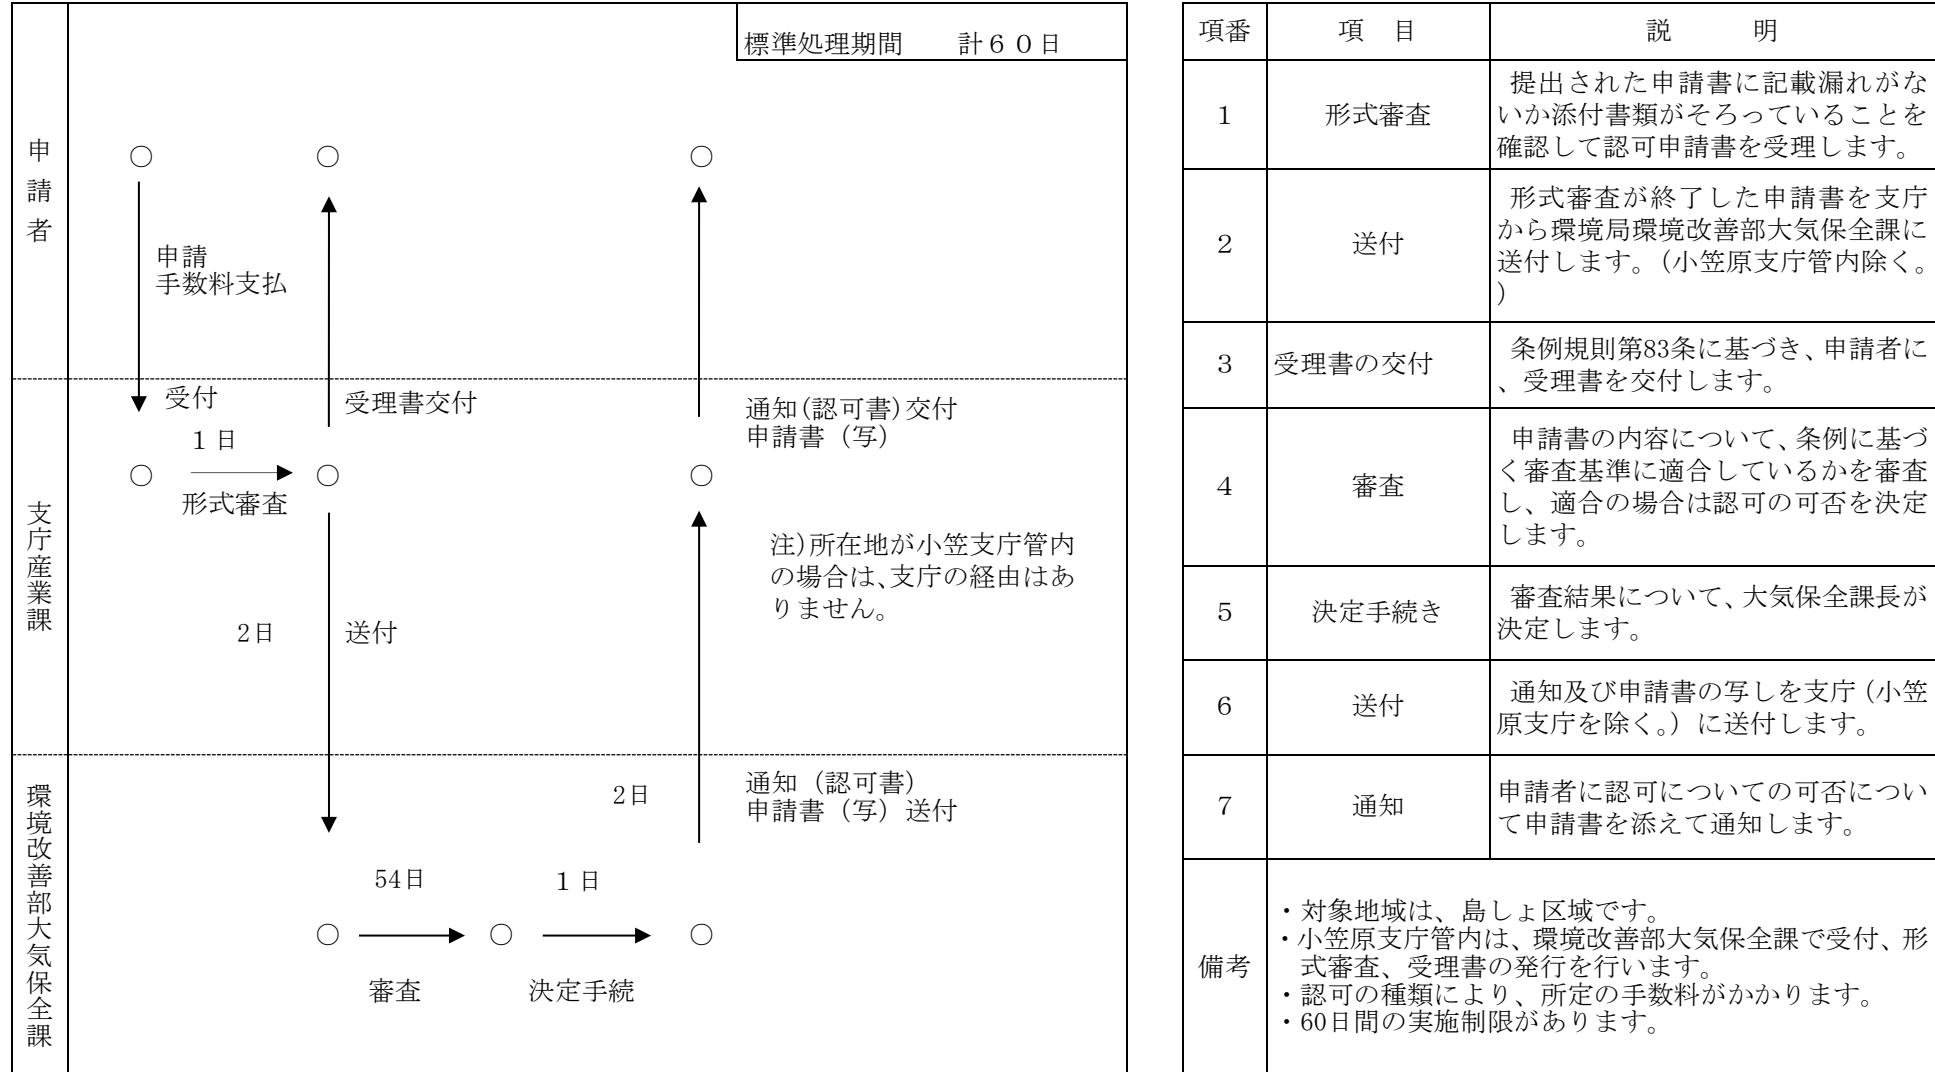 標準処理期間　　計６０日
申請者
○　○　○
申請
手数料支払
受付
受理書交付
通知(認可書)交付
申請書（写）
１日
○　○　○
形式審査
支庁産業課
注)所在地が小笠支庁管内
の場合は、支庁の経由はあ
りません。
2日
送付
環境改善部大気保全課
2日
通知（認可書）
申請書（写）送付
54日
１日
○　○　○
審査
決定手続
項番　項　目　説　　　明
1　形式審査
提出された申請書に記載漏れがな
いか添付書類がそろっていることを
確認して認可申請書を受理します。
2　送付
形式審査が終了した申請書を支庁
から環境局環境改善部大気保全課に
送付します。（小笠原支庁管内除く。
）
3　受理書の交付
条例規則第83条に基づき、申請者に
、受理書を交付します。
4　審査
申請書の内容について、条例に基づ
く審査基準に適合しているかを審査
し、適合の場合は認可の可否を決定
します。
5　決定手続き
審査結果について、大気保全課長が
決定します。
6　送付
通知及び申請書の写しを支庁（小笠
原支庁を除く。）に送付します。
7　通知
申請者に認可についての可否につい
て申請書を添えて通知します。
備考
・対象地域は、島しょ区域です。
・小笠原支庁管内は、環境改善部大気保全課で受付、形
式審査、受理書の発行を行います。
・認可の種類により、所定の手数料がかかります。
・60日間の実施制限があります。